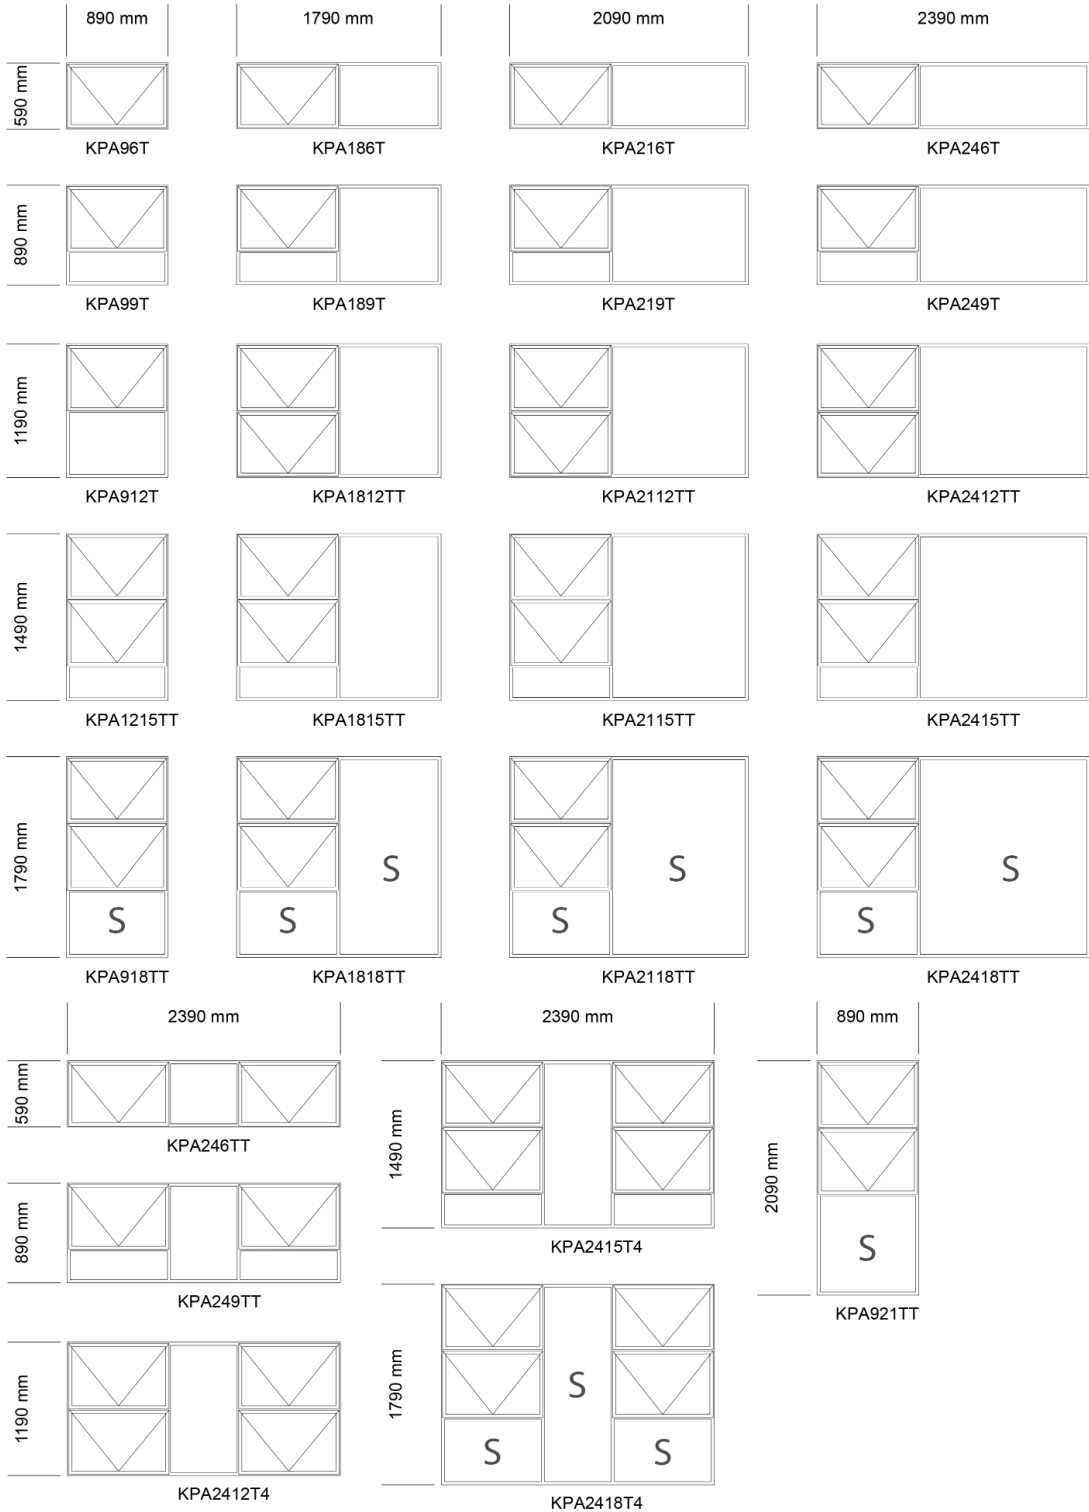 890 mm 1790 mm 2090 mm 2390 mm
590 mm
KPA96T KPA186T KPA216T KPA246T
890 mm
KPA99T KPA189T KPA219T KPA249T
1190 mm
KPA912T KPA1812TT KPA2112TT KPA2412TT
1490 mm
KPA1215TT KPA1815TT KPA2115TT KPA2415TT
1790 mm
S S S S
S S S
KPA918TT KPA1818TT KPA2118TT KPA2418TT
2390 mm 2390 mm 890 mm
590 mm
KPA246TT
890 mm
KPA249TT
1190 mm
KPA2412T4
1490 mm
KPA2415T4
1790 mm
S
S S
KPA2418T4
2090 mm
S
KPA921TT